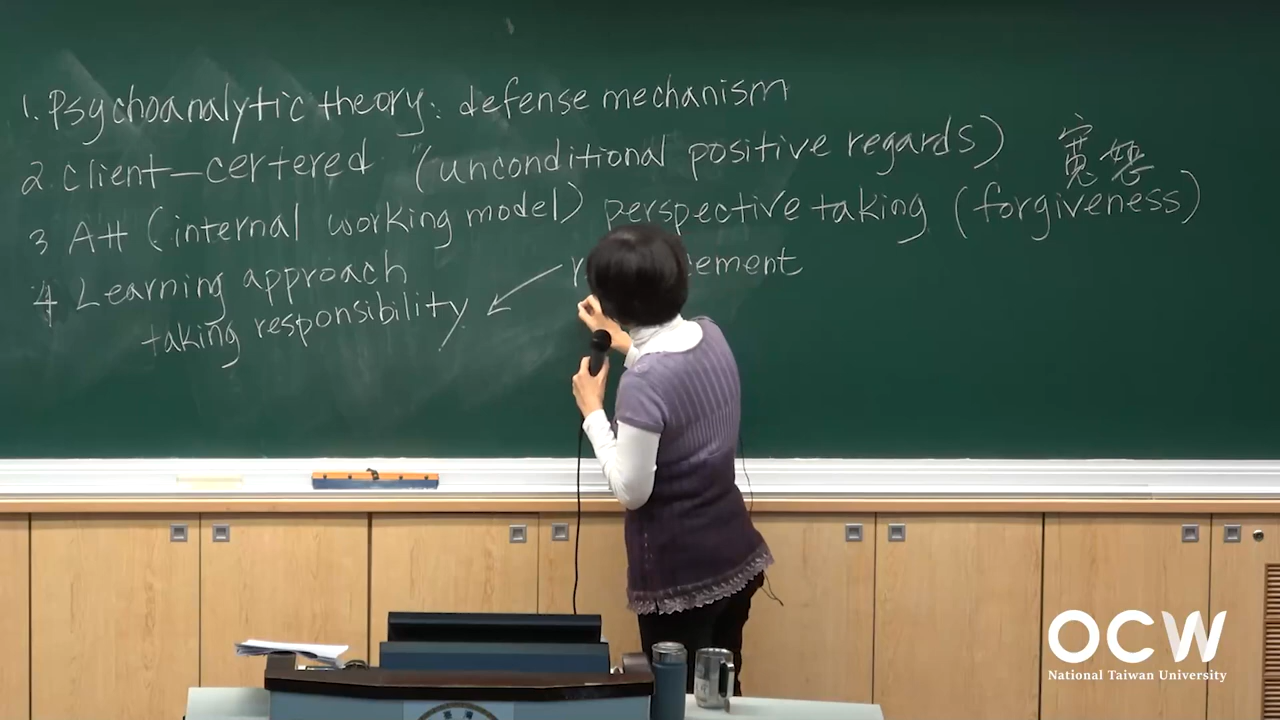 1. Psychoanalytic theory: defense mechanism
2. client-certered (unconditional positive regards)
寬恕
3 Att (internal working model) perspective taking (forgiveness)
4 Learning approach
taking responsibility
OCW
National Taiwan University